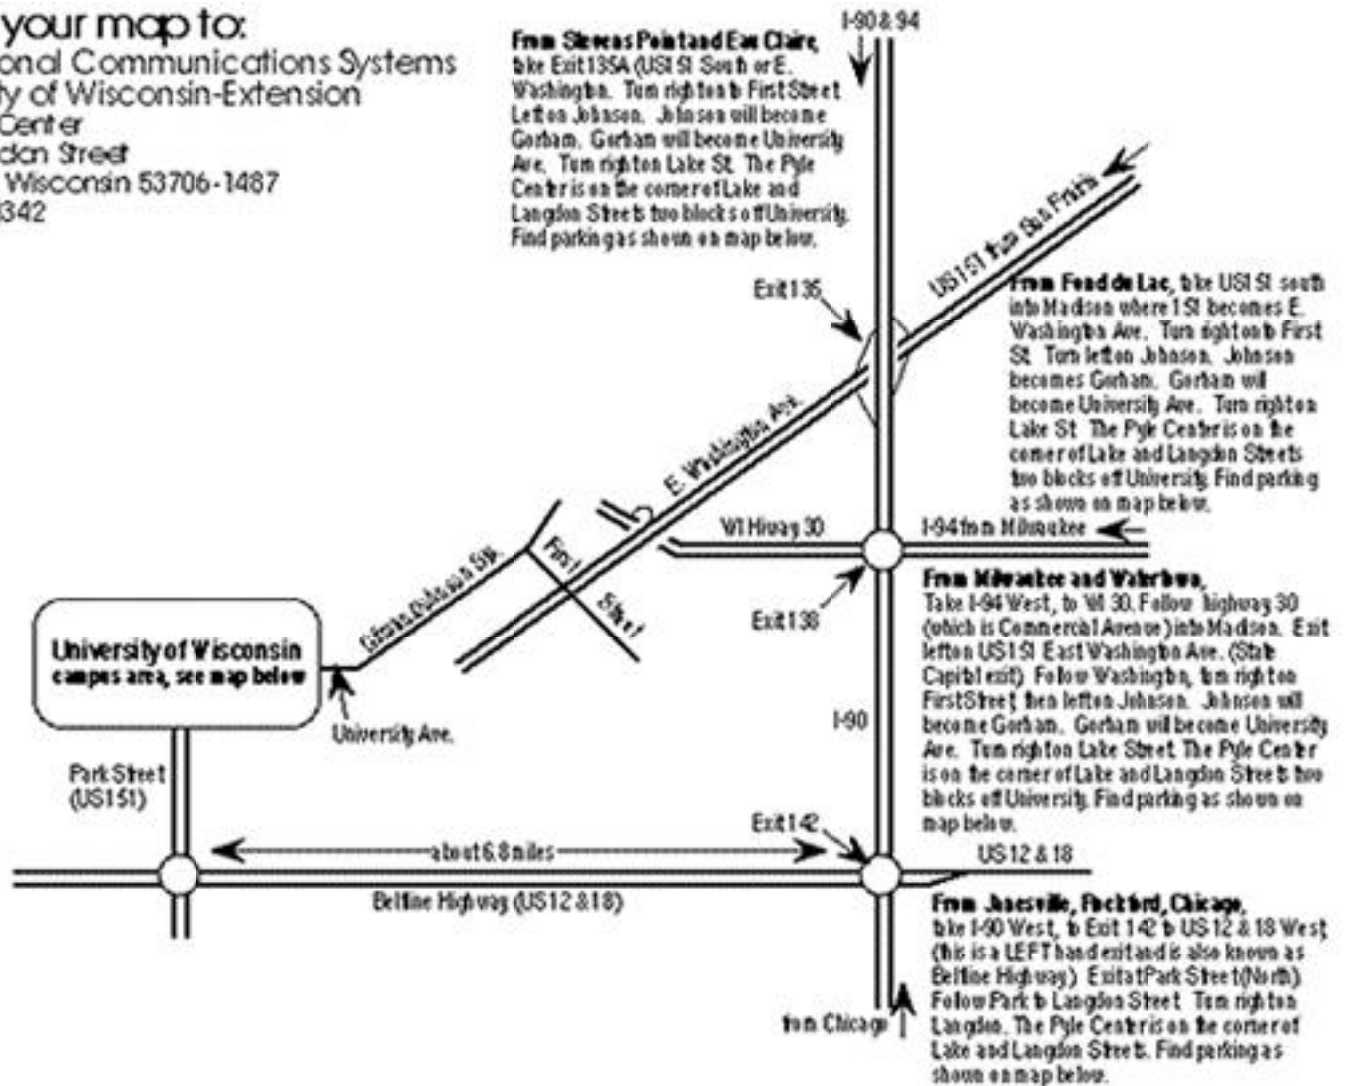 your map to:
onal Communications Systems
ty of Wisconsin-Extension
Center
don Street
Wisconsin 53706-1487
342
I-90 & 94
From Stevens Point and Eau Claire,
take Exit 135A (US151 South or E.
Washington. Turn right onto First Street
Left on Johnson. Johnson will become
Gorham. Gorham will become University
Ave. Turn right on Lake St. The Pyle
Center is on the corner of Lake and
Langdon Streets two blocks off University.
Find parking as shown on map below.
US151 from Sun Prairie
Exit 135
From Fond du Lac, take US151 south
into Madison where 151 becomes E.
Washington Ave. Turn right onto First
St. Turn left on Johnson. Johnson
becomes Gorham. Gorham will
become University Ave. Turn right on
Lake St. The Pyle Center is on the
corner of Lake and Langdon Streets
two blocks off University. Find parking
as shown on map below.
E. Washington Ave.
WI Hiway 30
I-94 from Milwaukee
First
Street
Exit 138
From Milwaukee and Watertown,
Take I-94 West, to WI 30. Follow highway 30
(which is Commercial Avenue) into Madison. Exit
left on US151 East Washington Ave. (State
Capitol exit) Follow Washington, turn right on
First Street, then left on Johnson. Johnson will
become Gorham. Gorham will become University
Ave. Turn right on Lake Street. The Pyle Center
is on the corner of Lake and Langdon Streets two
blocks off University. Find parking as shown on
map below.
University of Wisconsin
campus area, see map below
University Ave.
I-90
Park Street
(US151)
Exit 142
about 6.8 miles
US 12 & 18
Beltline Highway (US12 & 18)
From Janesville, Rockford, Chicago,
take I-90 West, to Exit 142 to US 12 & 18 West,
(this is a LEFT hand exit and is also known as
Beltline Highway) Exit at Park Street (North)
Follow Park to Langdon Street. Turn right on
Langdon. The Pyle Center is on the corner of
Lake and Langdon Streets. Find parking as
shown on map below.
from Chicago